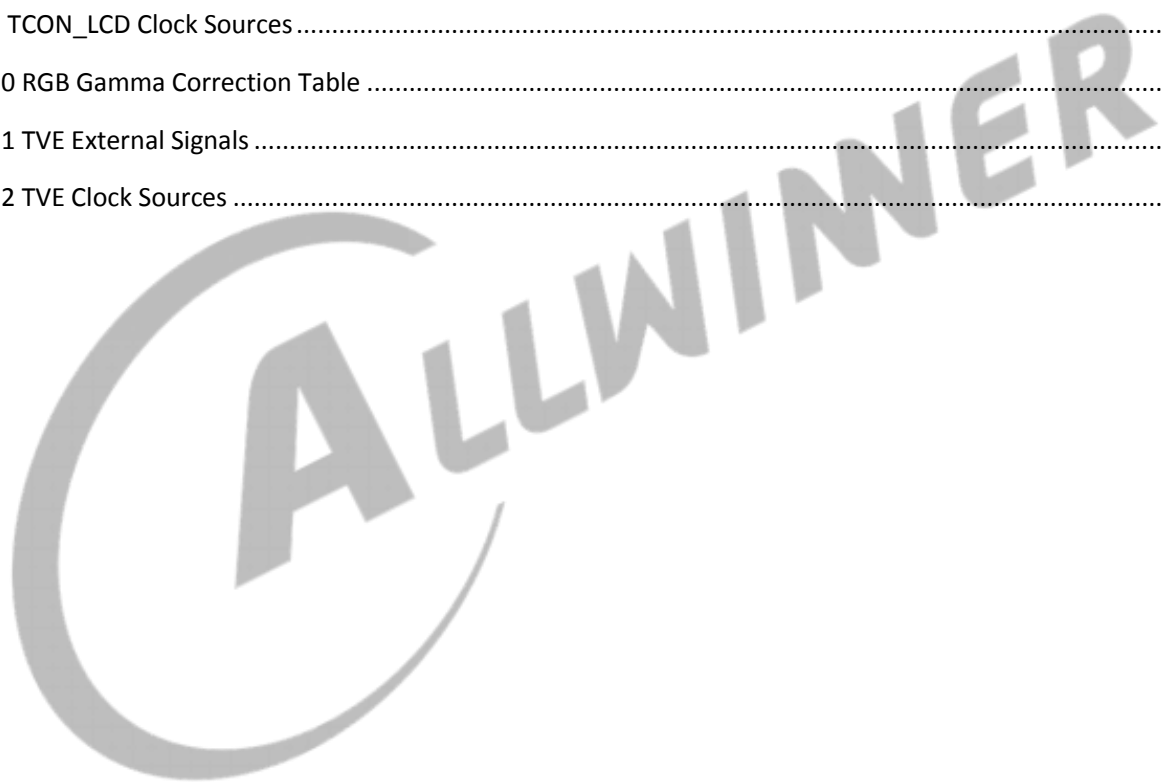 TCON_LCD Clock Sources ........................................................................................................................
0 RGB Gamma Correction Table ..............................................................................................................
1 TVE External Signals ..............................................................................................................................
2 TVE Clock Sources .................................................................................................................................
ALLWINNER